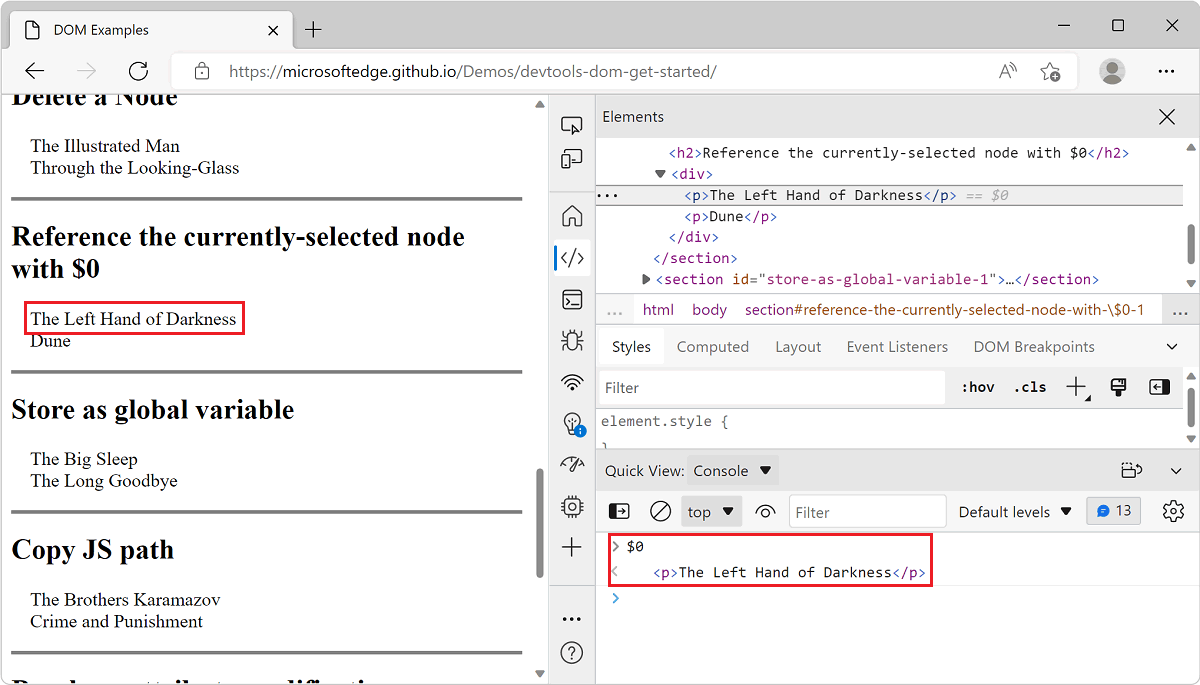 DOM Examples
https://microsoftedge.github.io/Demos/devtools-dom-get-started/
Delete a Node
The Illustrated Man
Through the Looking-Glass
Reference the currently-selected node
with $0
The Left Hand of Darkness
Dune
Store as global variable
The Big Sleep
The Long Goodbye
Copy JS path
The Brothers Karamazov
Crime and Punishment
Elements
<h2>Reference the currently-selected node with $0</h2>
<div>
<p>The Left Hand of Darkness</p> == $0
<p>Dune</p>
</div>
</section>
<section id="store-as-global-variable-1">…</section>
... html body section#reference-the-currently-selected-node-with-\$0-1 ...
Styles Computed Layout Event Listeners DOM Breakpoints
Filter :hov .cls
element.style {
}
Quick View: Console
top Filter Default levels 13
> $0
< <p>The Left Hand of Darkness</p>
>